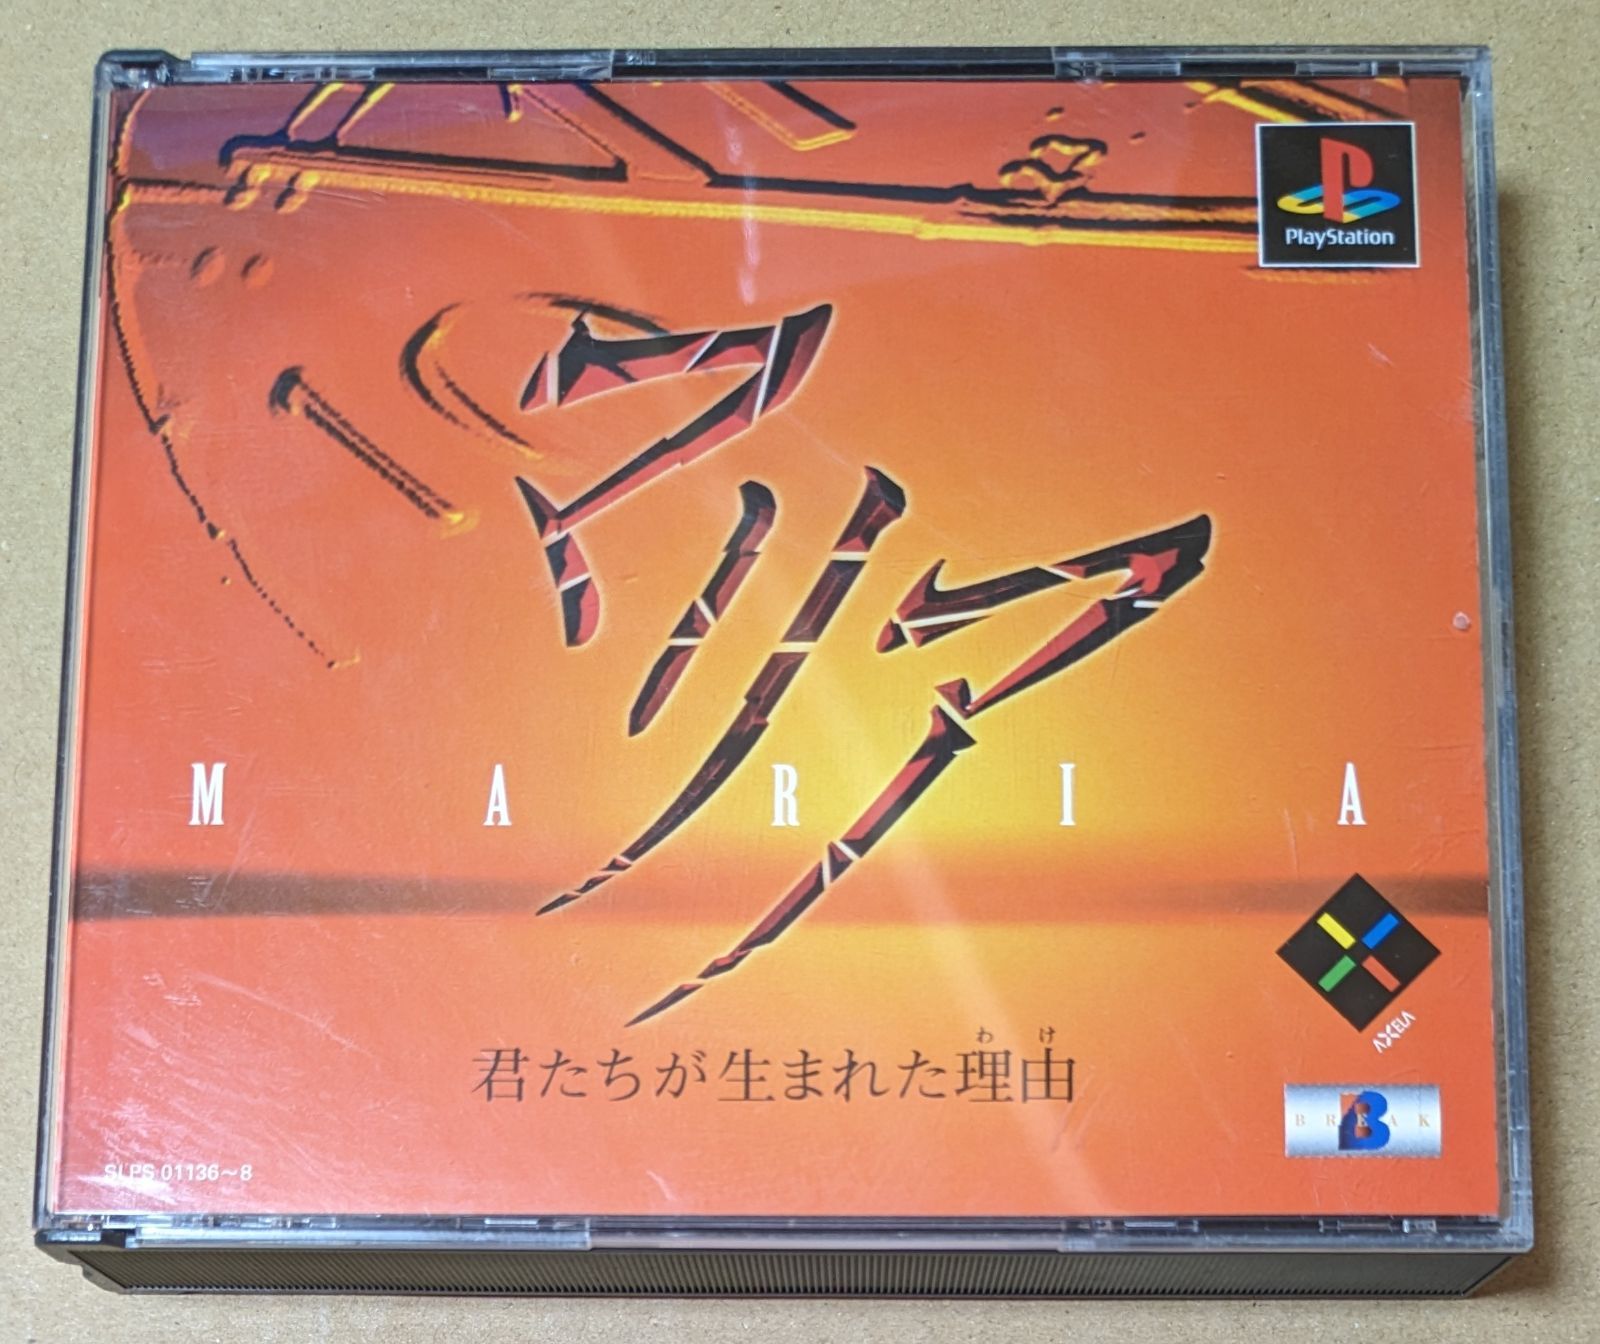 PlayStation
マリア
M A R I A
わけ
君たちが生まれた理由
AXELA
B R E A K
SLPS 01136～8